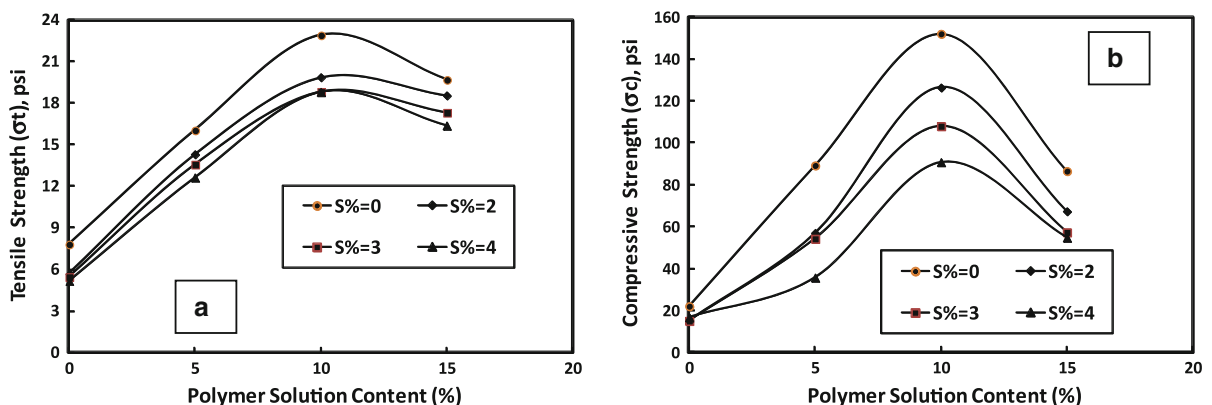 24
21
18
15
12
9
6
3
0
Tensile Strength (σt), psi
S%=0 S%=2
S%=3 S%=4
a
0 5 10 15 20
Polymer Solution Content (%)
160
140
120
100
80
60
40
20
0
Compressive Strength (σc), psi
b
S%=0 S%=2
S%=3 S%=4
0 5 10 15 20
Polymer Solution Content (%)